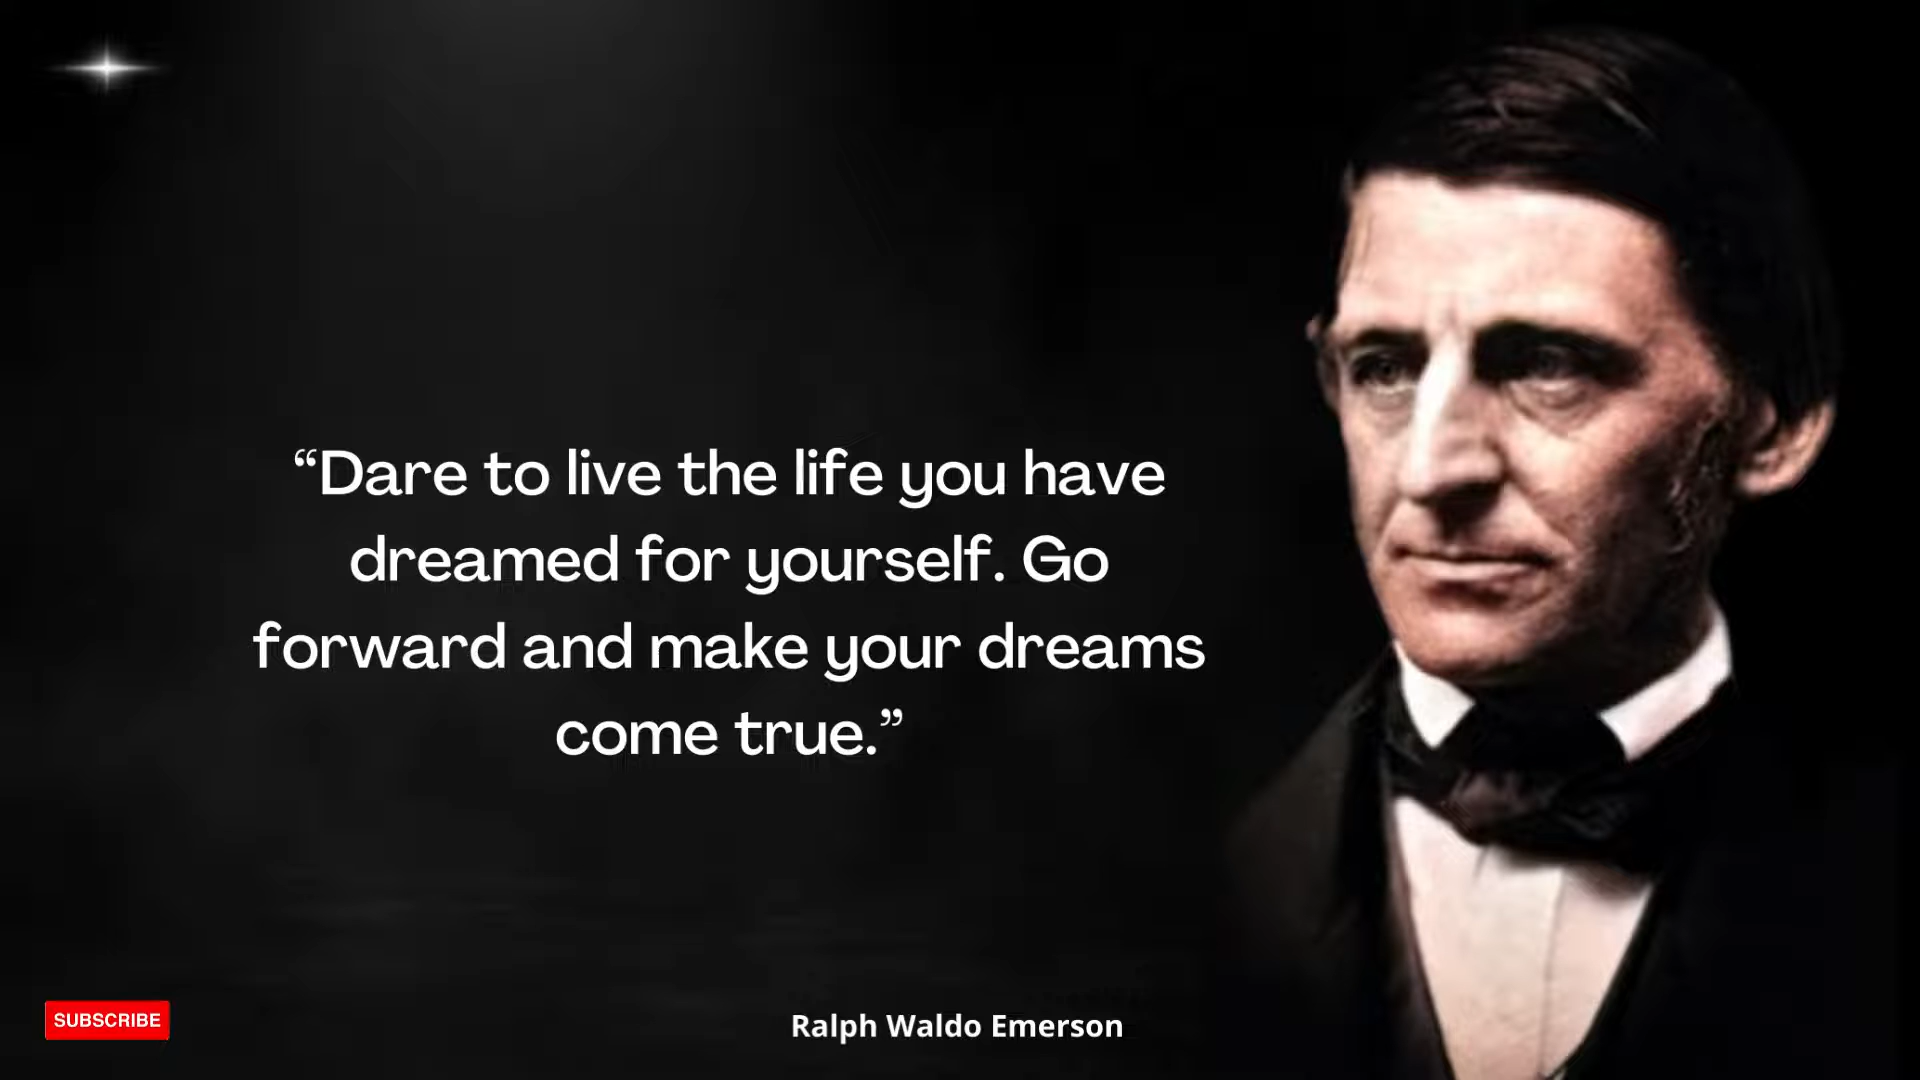 “Dare to live the life you have
dreamed for yourself. Go
forward and make your dreams
come true.”
SUBSCRIBE
Ralph Waldo Emerson